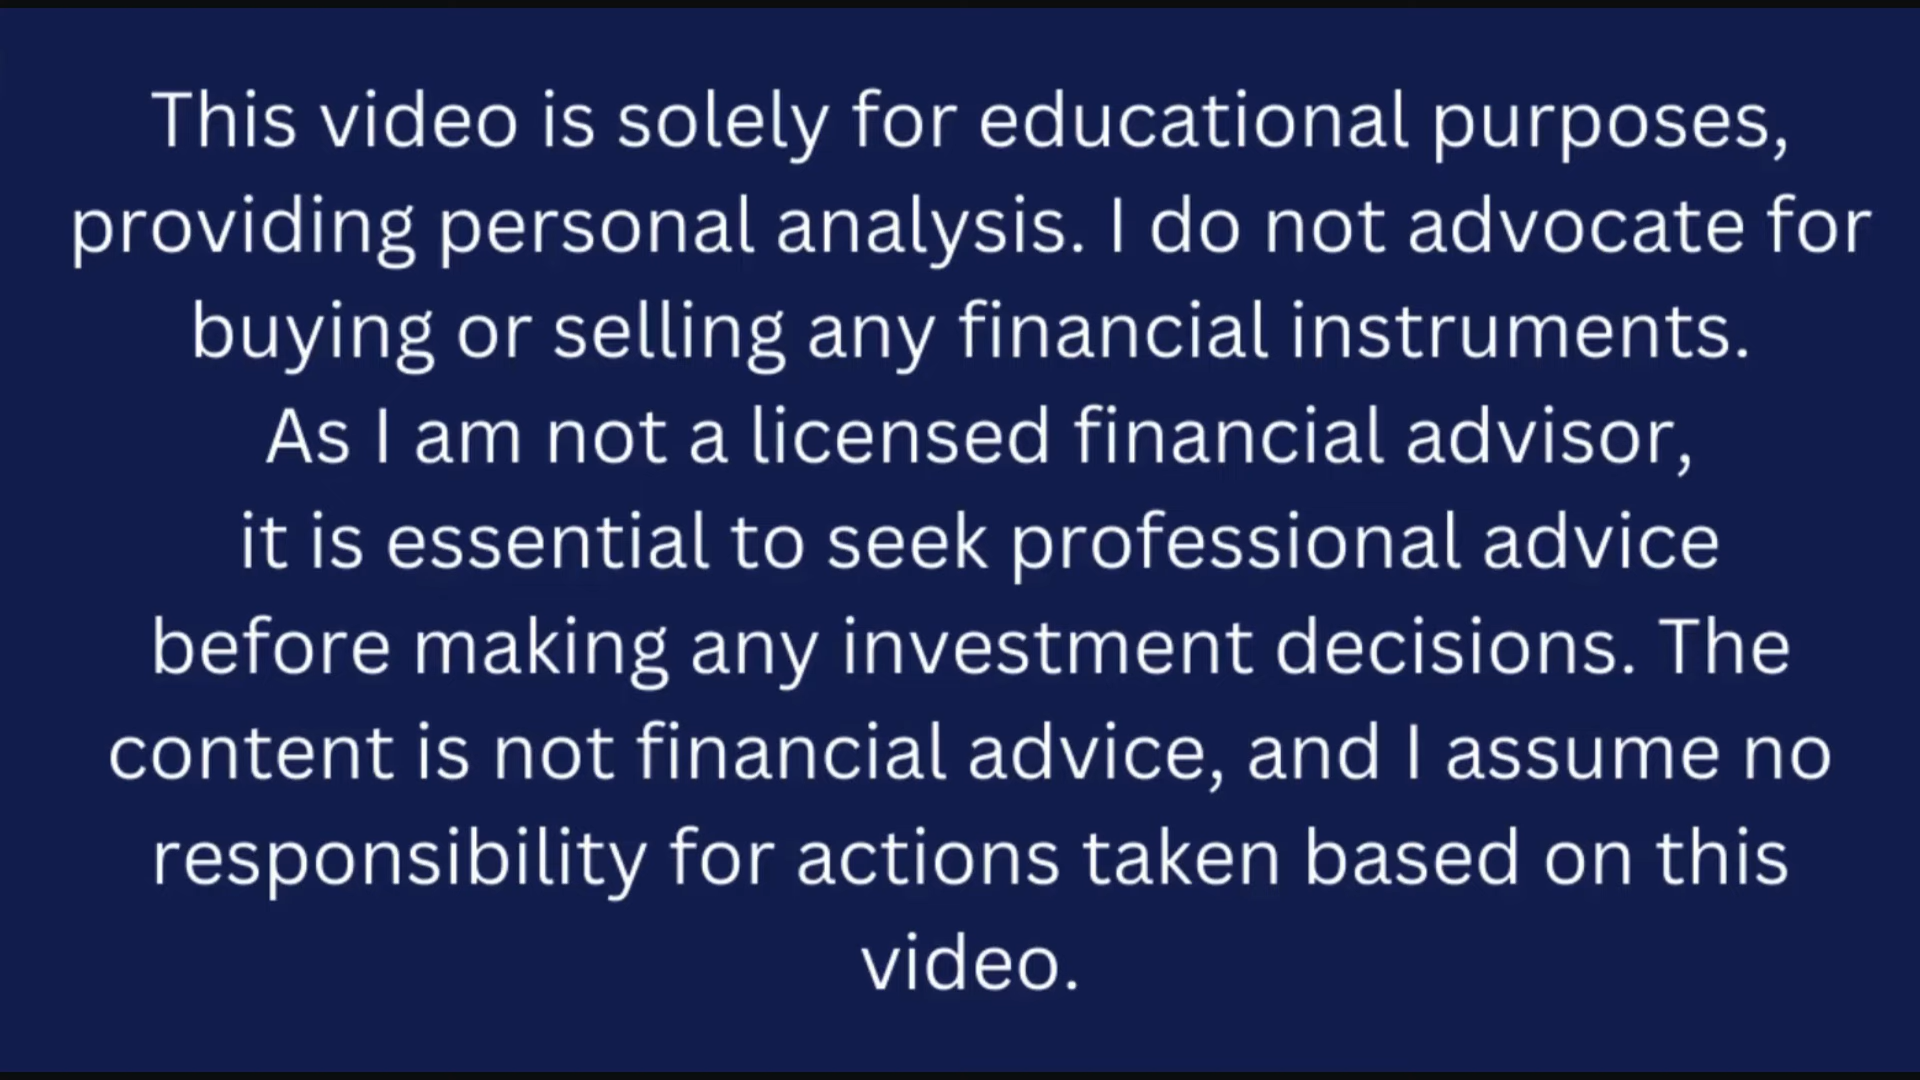 This video is solely for educational purposes,
providing personal analysis. I do not advocate for
buying or selling any financial instruments.
As I am not a licensed financial advisor,
it is essential to seek professional advice
before making any investment decisions. The
content is not financial advice, and I assume no
responsibility for actions taken based on this
video.